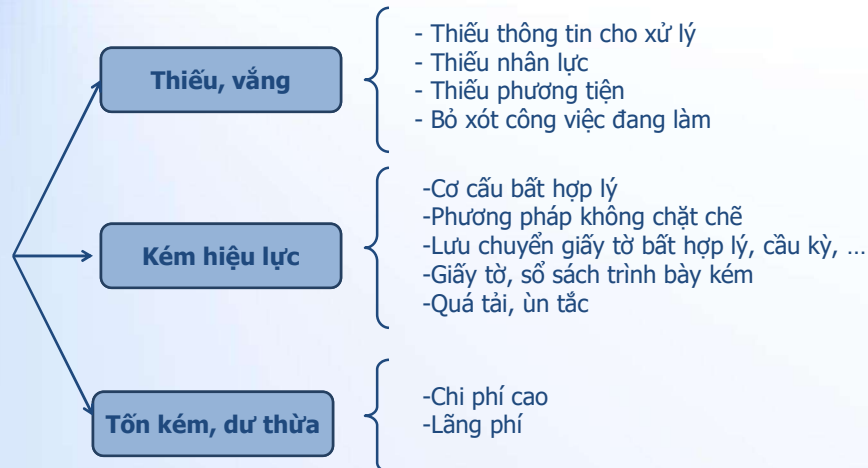 Thiếu, vắng
- Thiếu thông tin cho xử lý
- Thiếu nhân lực
- Thiếu phương tiện
- Bỏ xót công việc đang làm
Kém hiệu lực
-Cơ cấu bất hợp lý
-Phương pháp không chặt chẽ
-Lưu chuyển giấy tờ bất hợp lý, cầu kỳ, …
-Giấy tờ, sổ sách trình bày kém
-Quá tải, ùn tắc
Tốn kém, dư thừa
-Chi phí cao
-Lãng phí